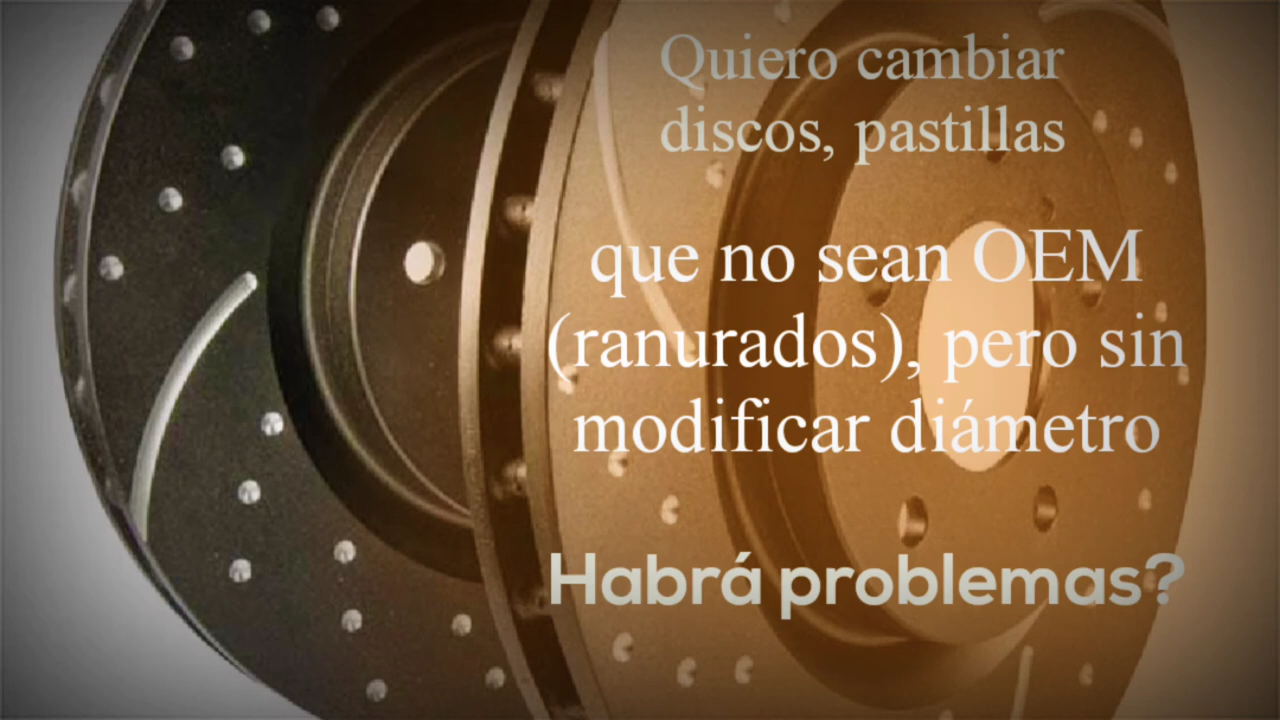 Quiero cambiar
discos, pastillas
que no sean OEM
(ranurados), pero sin
modificar diámetro
Habrá problemas?